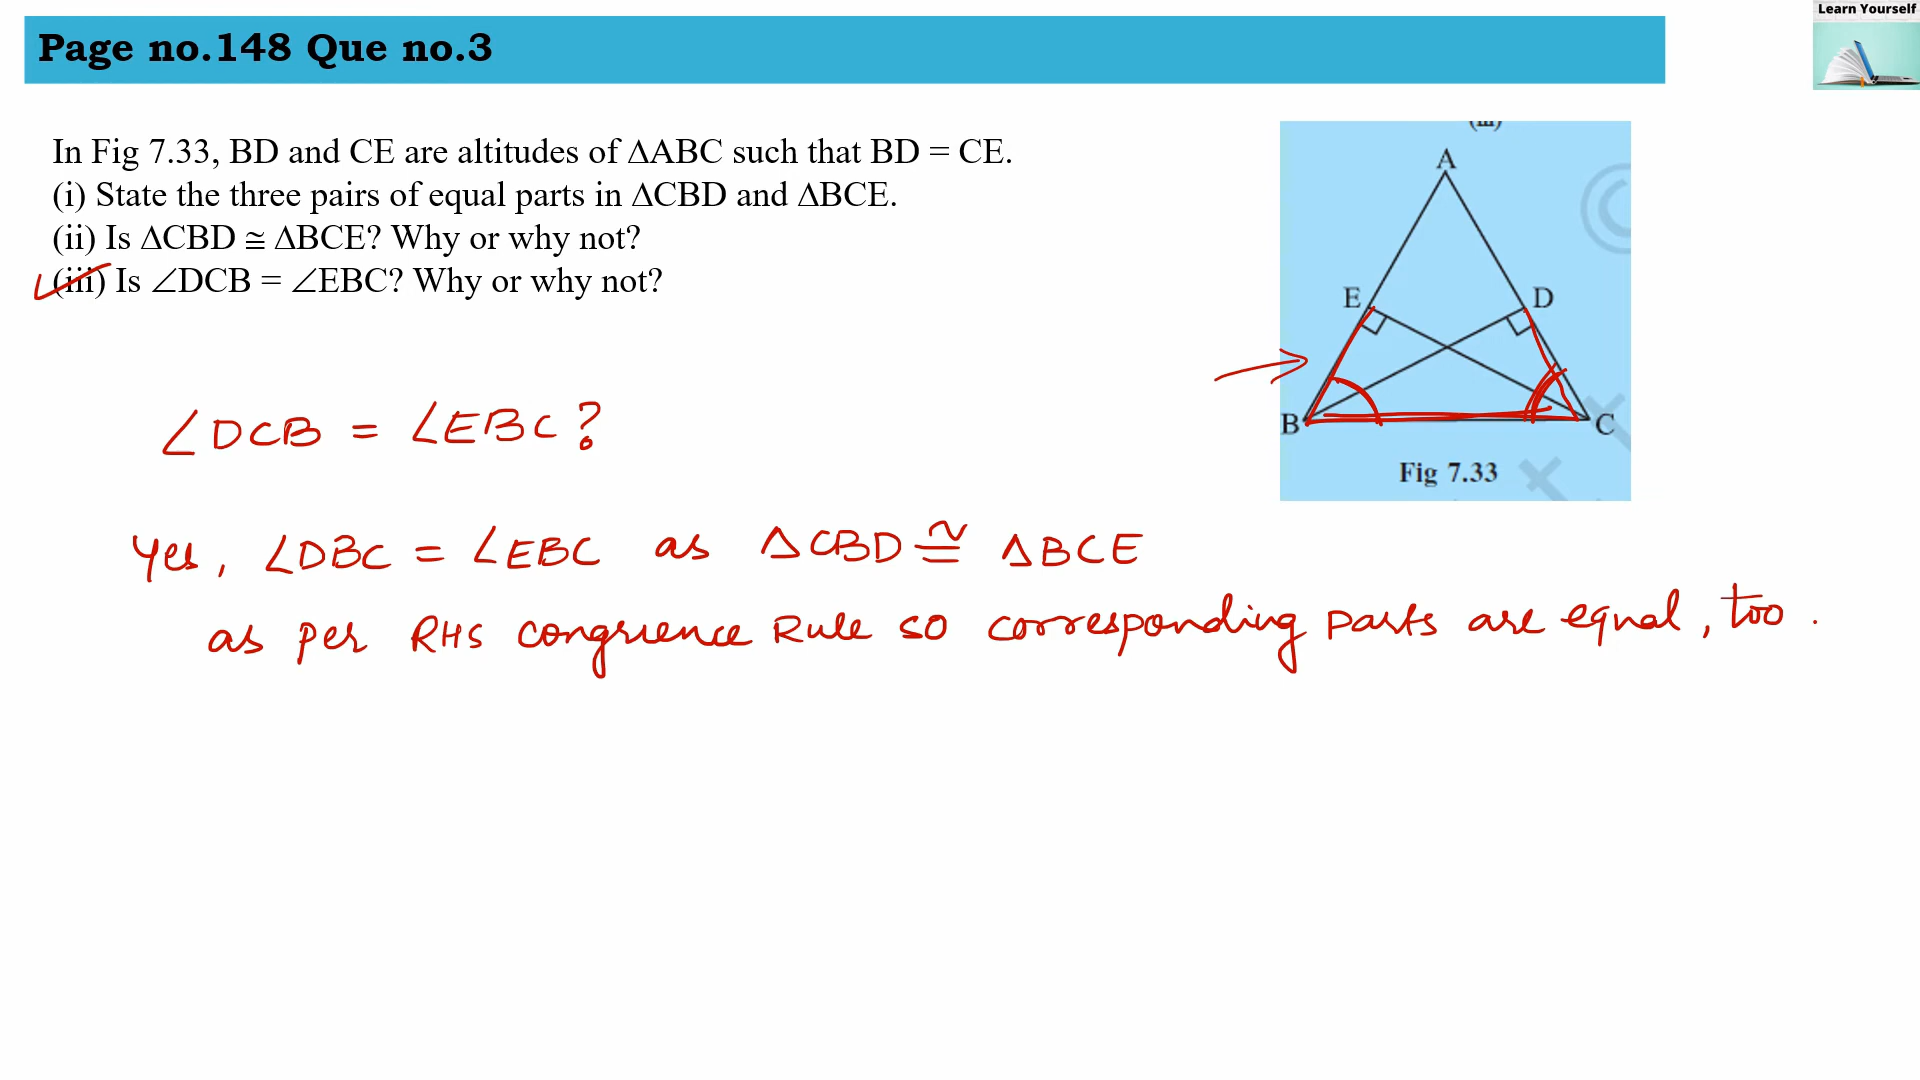 Learn Yourself
Page no.148 Que no.3
In Fig 7.33, BD and CE are altitudes of ΔABC such that BD = CE.
(i) State the three pairs of equal parts in ΔCBD and ΔBCE.
(ii) Is ΔCBD ≅ ΔBCE? Why or why not?
(iii) Is ∠DCB = ∠EBC? Why or why not?
A
E D
B C
Fig 7.33
∠DCB = ∠EBC?
Yes, ∠DBC = ∠EBC as ΔCBD ≅ ΔBCE
as per RHS congruence Rule so corresponding parts are equal, too.